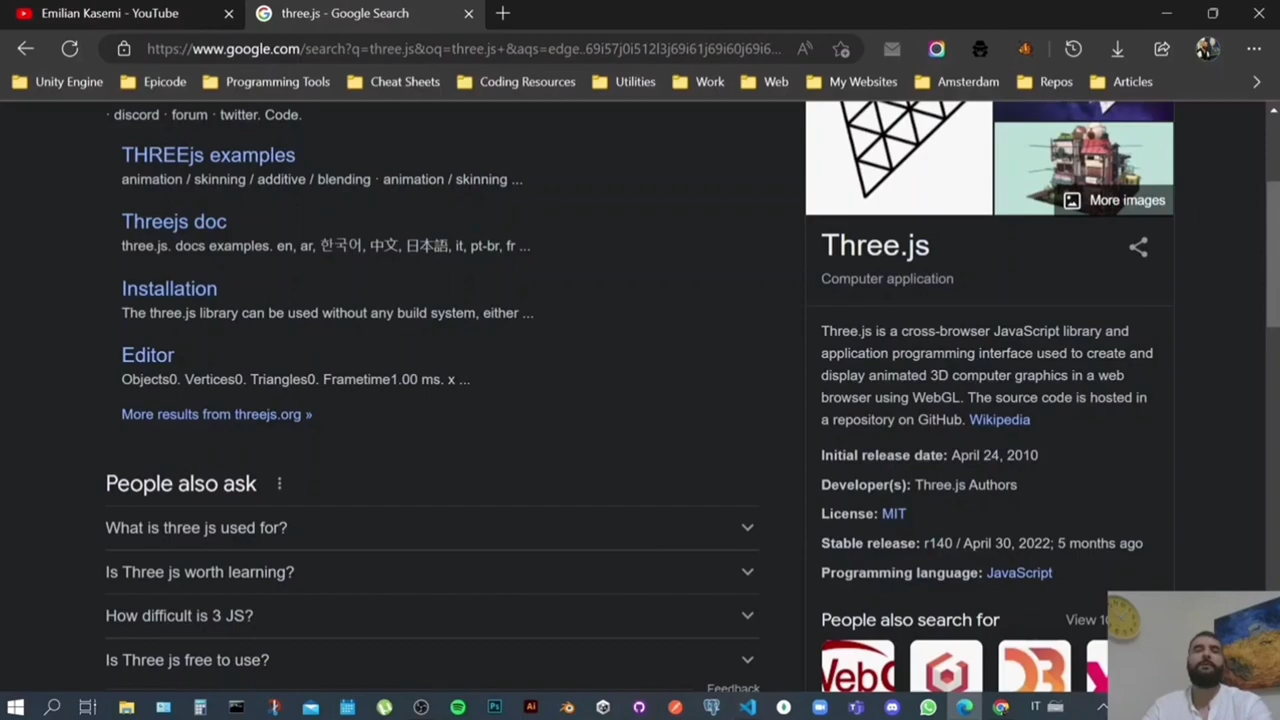 Emilian Kasemi - YouTube
three.js - Google Search
https://www.google.com/search?q=three.js&oq=three.js+&aqs=edge..69i57j0i512l3j69i61j69i60j69i6...
Unity Engine
Epicode
Programming Tools
Cheat Sheets
Coding Resources
Utilities
Work
Web
My Websites
Amsterdam
Repos
Articles
· discord · forum · twitter. Code.
THREEjs examples
animation / skinning / additive / blending · animation / skinning ...
Threejs doc
three.js. docs examples. en, ar, 한국어, 中文, 日本語, it, pt-br, fr ...
Installation
The three.js library can be used without any build system, either ...
Editor
Objects0. Vertices0. Triangles0. Frametime1.00 ms. x ...
More results from threejs.org »
People also ask
What is three js used for?
Is Three js worth learning?
How difficult is 3 JS?
Is Three js free to use?
Feedback
More images
Three.js
Computer application
Three.js is a cross-browser JavaScript library and
application programming interface used to create and
display animated 3D computer graphics in a web
browser using WebGL. The source code is hosted in
a repository on GitHub. Wikipedia
Initial release date: April 24, 2010
Developer(s): Three.js Authors
License: MIT
Stable release: r140 / April 30, 2022; 5 months ago
Programming language: JavaScript
People also search for
View
IT